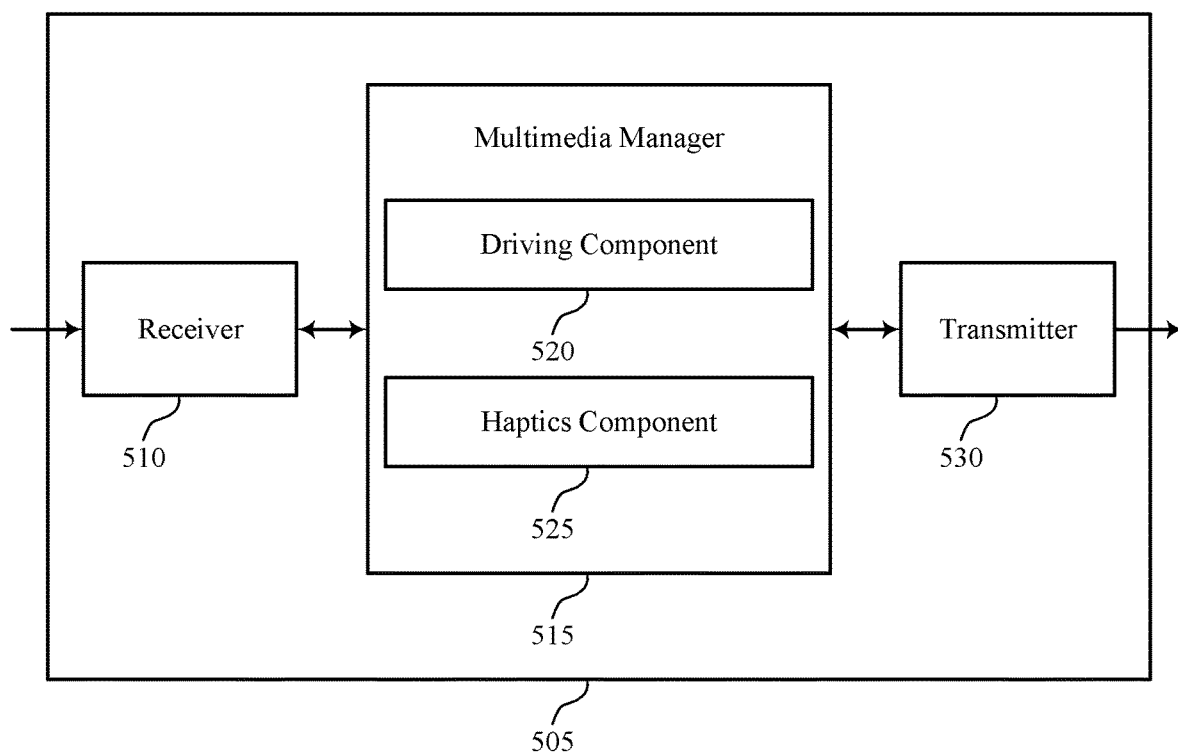 Multimedia Manager
Driving Component
520
Receiver
510
Transmitter
530
Haptics Component
525
515
505